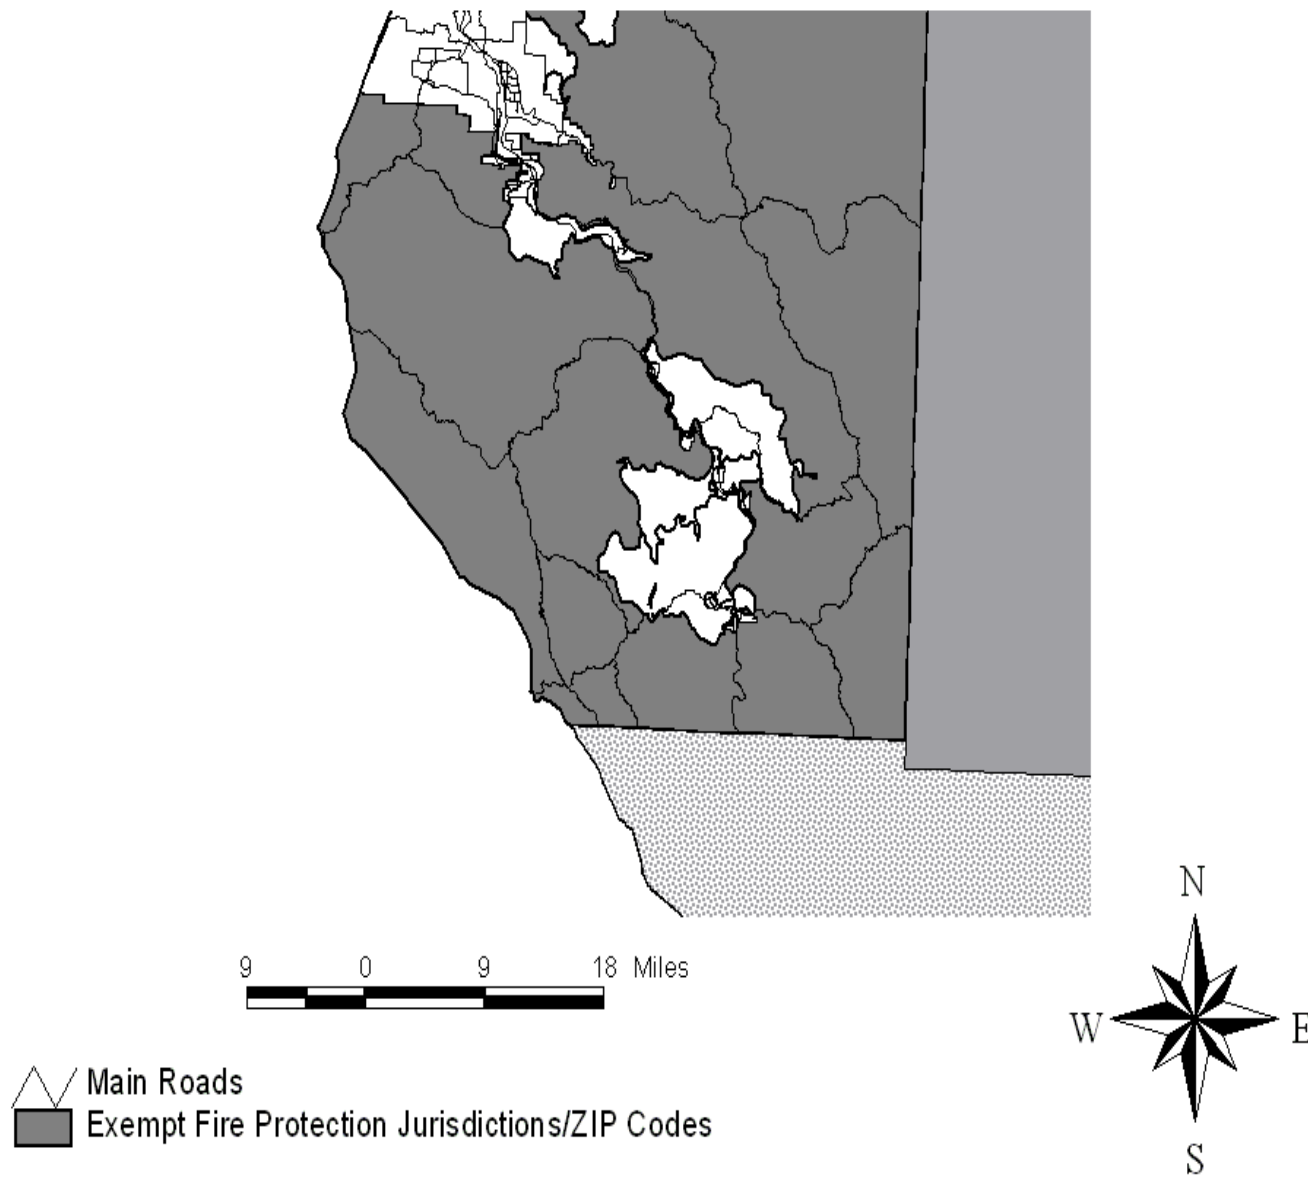 N
9 0 9 18 Miles
W E
Main Roads
Exempt Fire Protection Jurisdictions/ZIP Codes
S